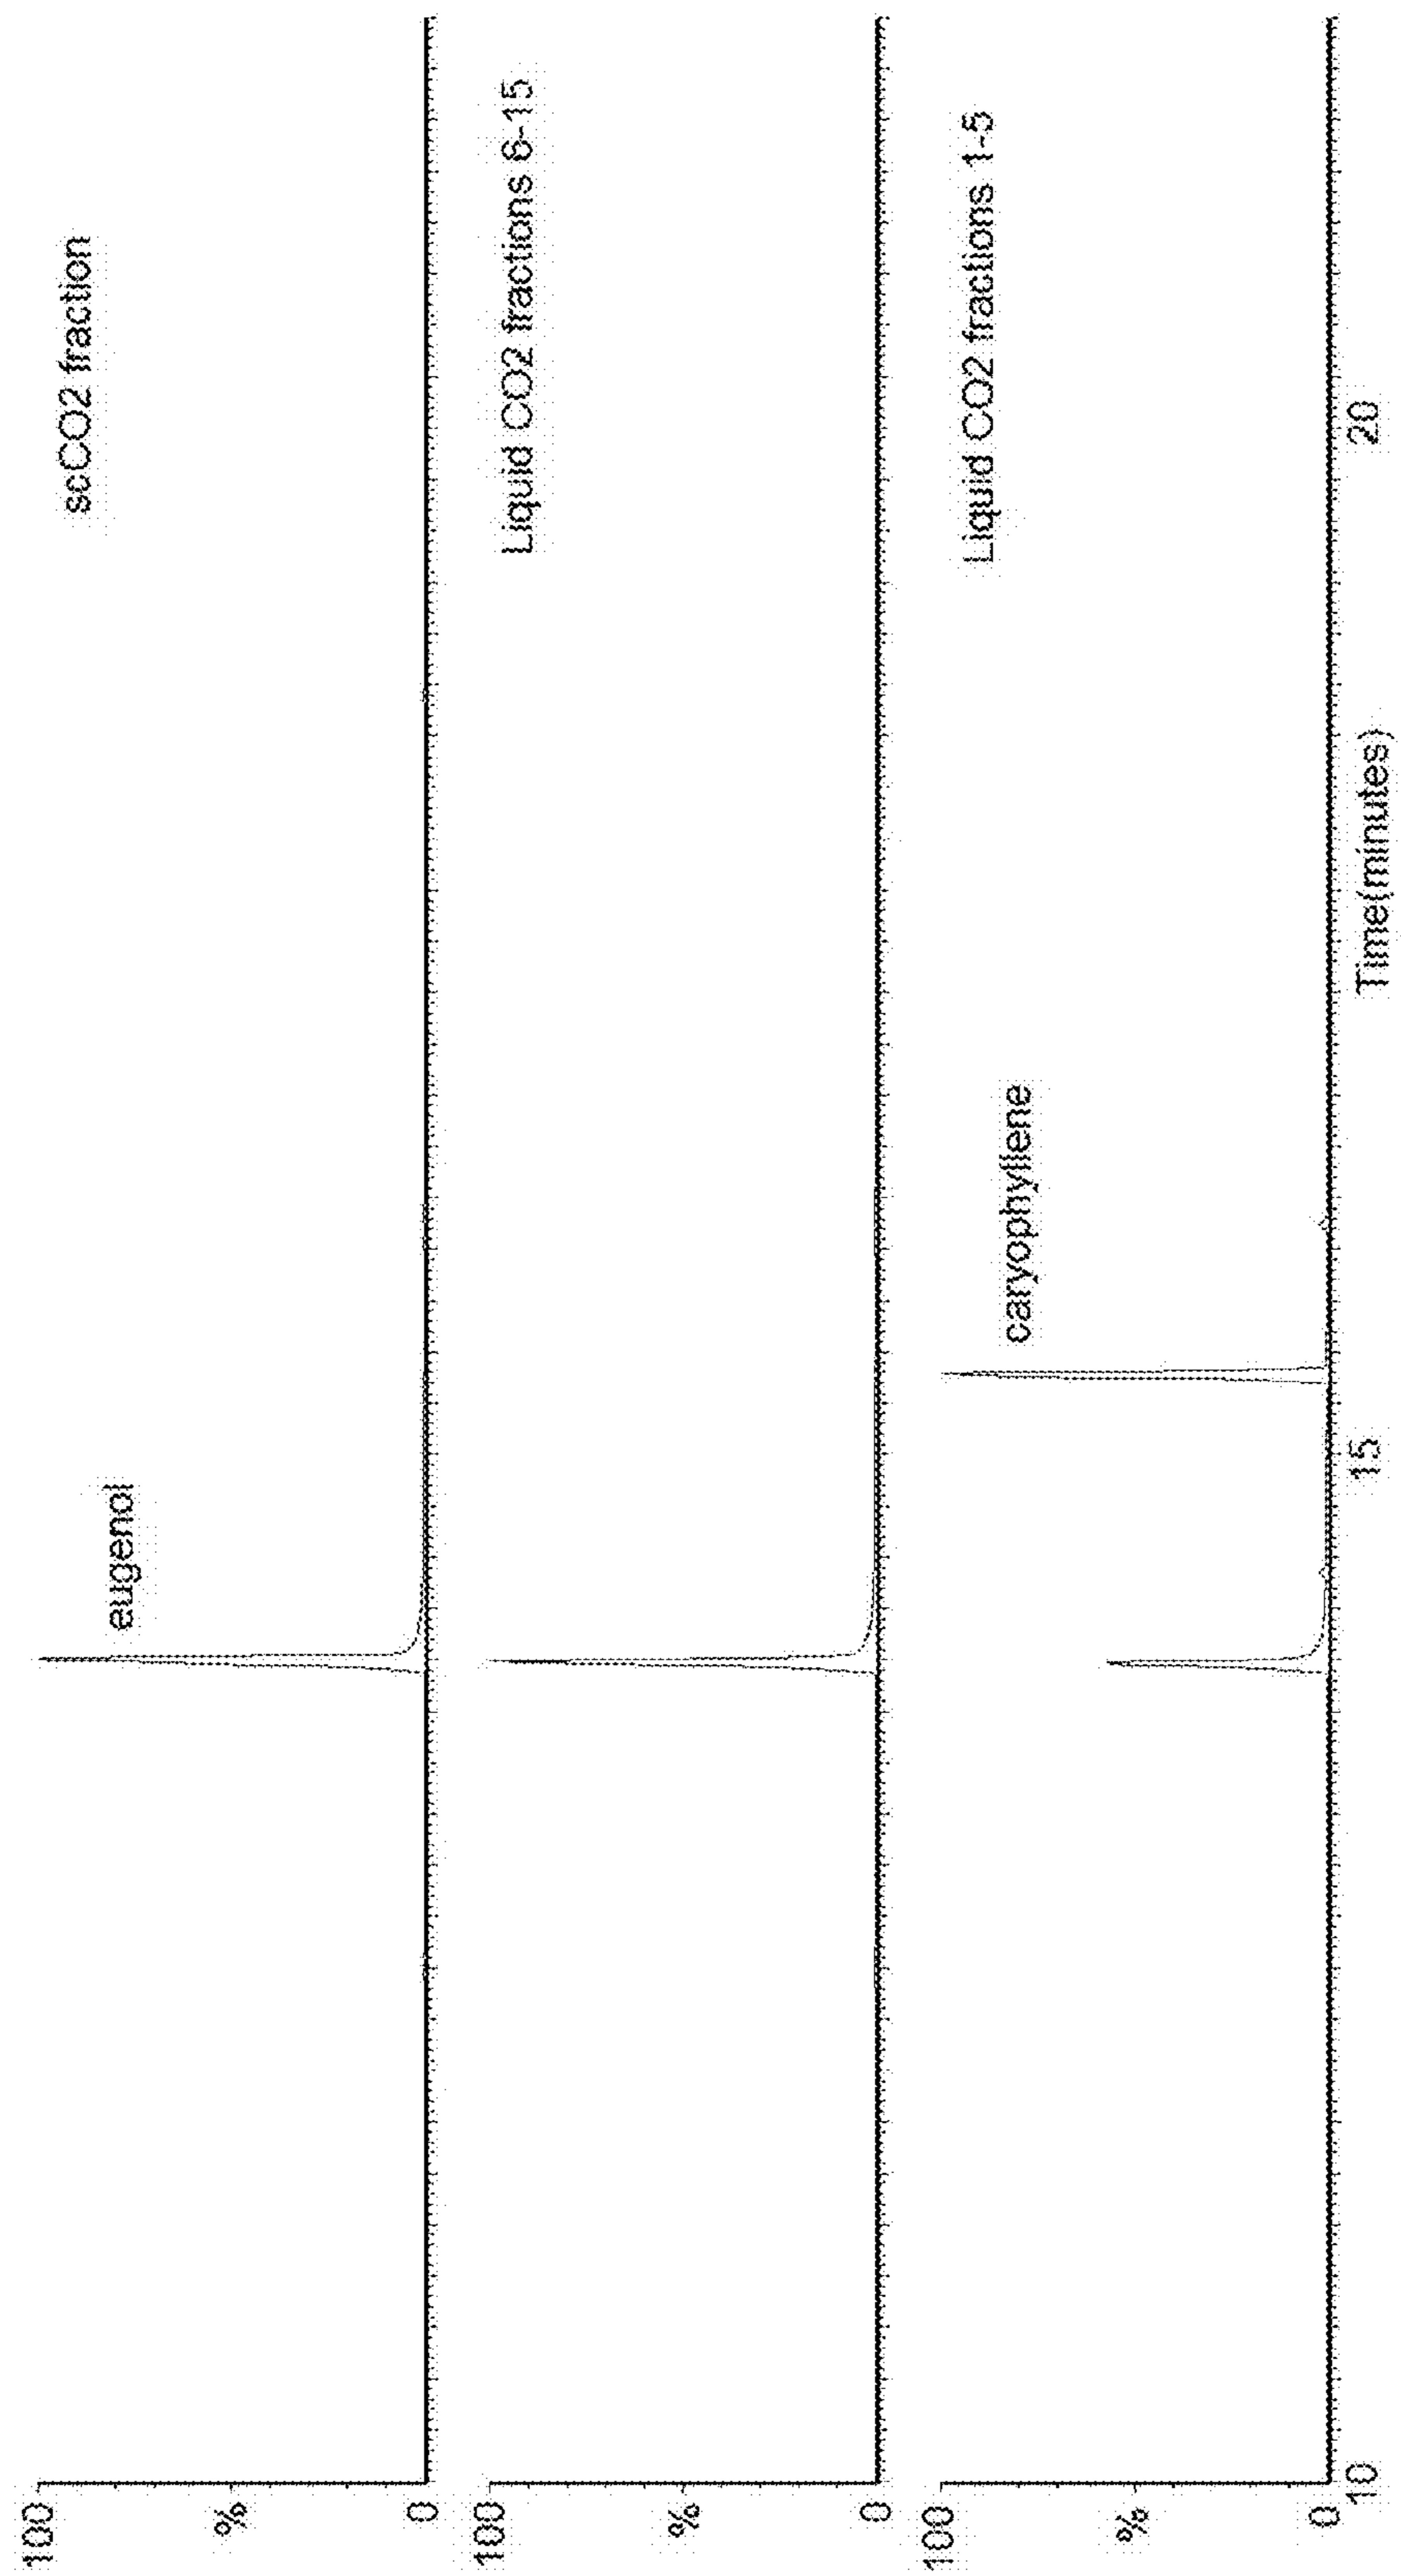 100
%
0
eugenol
scCO2 fraction
100
%
0
Liquid CO2 fractions 6-15
100
%
0
caryophyllene
Liquid CO2 fractions 1-5
10
15
20
Time(minutes)